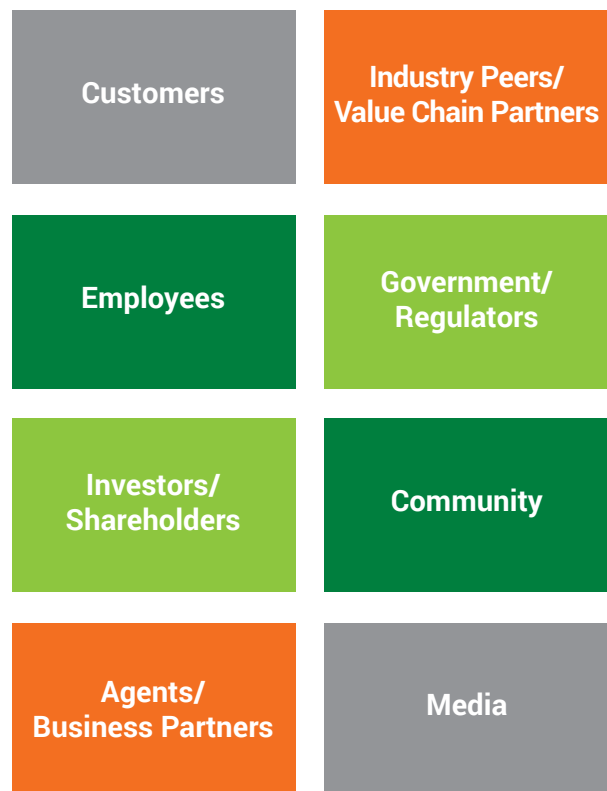 Customers
Industry Peers/
Value Chain Partners
Employees
Government/
Regulators
Investors/
Shareholders
Community
Agents/
Business Partners
Media